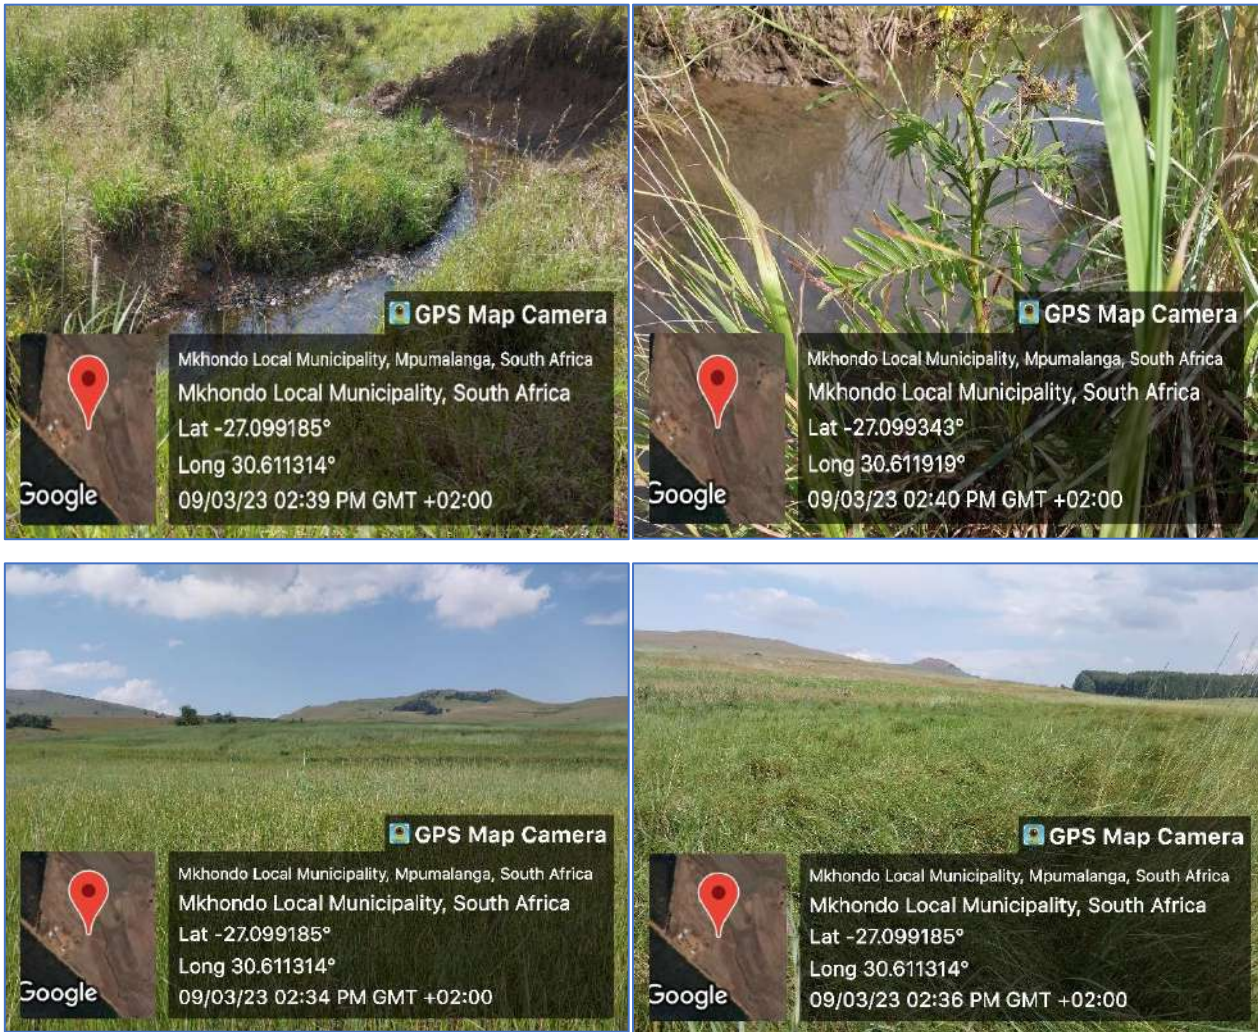 GPS Map Camera
Mkhondo Local Municipality, Mpumalanga, South Africa
Mkhondo Local Municipality, South Africa
Lat -27.099185°
Long 30.611314°
09/03/23 02:39 PM GMT +02:00
Google
GPS Map Camera
Mkhondo Local Municipality, Mpumalanga, South Africa
Mkhondo Local Municipality, South Africa
Lat -27.099343°
Long 30.611919°
09/03/23 02:40 PM GMT +02:00
Google
GPS Map Camera
Mkhondo Local Municipality, Mpumalanga, South Africa
Mkhondo Local Municipality, South Africa
Lat -27.099185°
Long 30.611314°
09/03/23 02:34 PM GMT +02:00
Google
GPS Map Camera
Mkhondo Local Municipality, Mpumalanga, South Africa
Mkhondo Local Municipality, South Africa
Lat -27.099185°
Long 30.611314°
09/03/23 02:36 PM GMT +02:00
Google